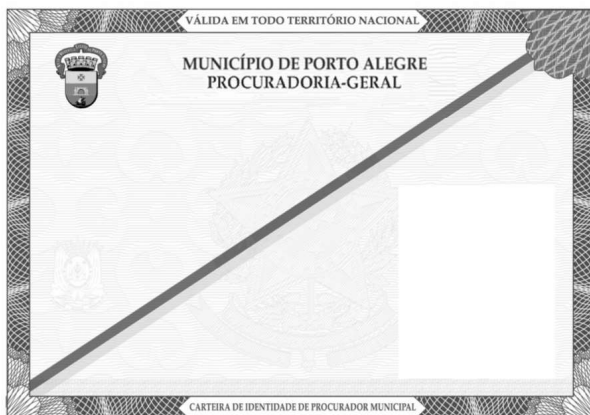 VÁLIDA EM TODO TERRITÓRIO NACIONAL
MUNICÍPIO DE PORTO ALEGRE
PROCURADORIA-GERAL
CARTEIRA DE IDENTIDADE DE PROCURADOR MUNICIPAL